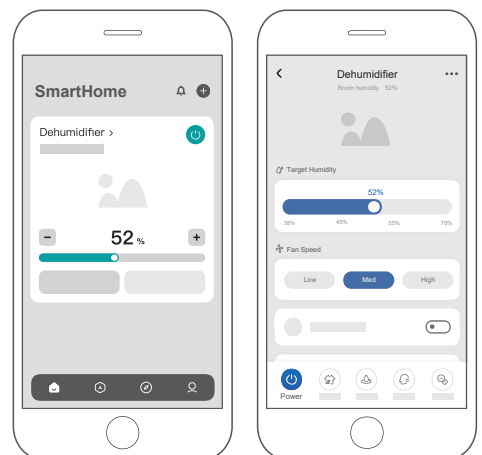 SmartHome
Dehumidifier >
− 52 % +
Dehumidifier
Room humidity 52%
Target Humidity
52%
38% 45% 55% 70%
Fan Speed
Low Med High
Power